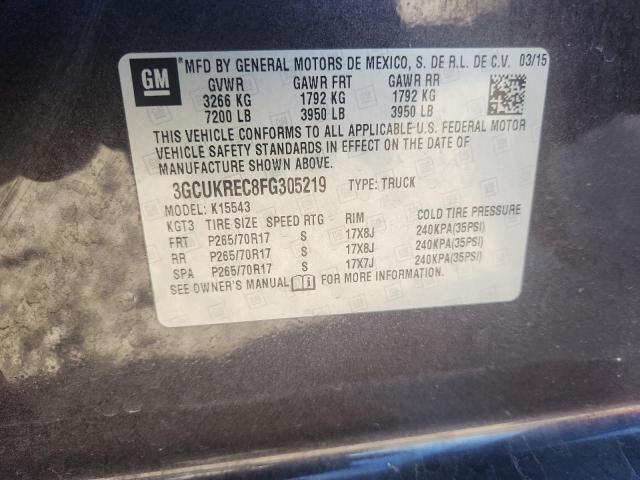 GM
®MFD BY GENERAL MOTORS DE MEXICO, S. DE R.L. DE C.V. 03/15
GVWR GAWR FRT GAWR RR
3266 KG 1792 KG 1792 KG
7200 LB 3950 LB 3950 LB
THIS VEHICLE CONFORMS TO ALL APPLICABLE U.S. FEDERAL MOTOR
VEHICLE SAFETY STANDARDS IN EFFECT ON THE DATE OF
MANUFACTURE SHOWN ABOVE.
3GCUKREC8FG305219 TYPE: TRUCK
MODEL: K15543
KGT3 TIRE SIZE SPEED RTG RIM COLD TIRE PRESSURE
FRT P265/70R17 S 17X8J 240KPA(35PSI)
RR P265/70R17 S 17X8J 240KPA(35PSI)
SPA P265/70R17 S 17X7J 240KPA(35PSI)
SEE OWNER'S MANUAL FOR MORE INFORMATION.